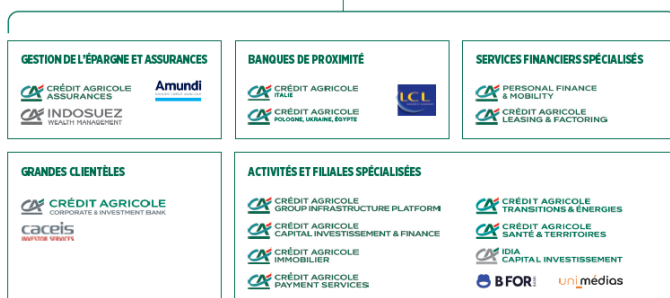 GESTION DE L'ÉPARGNE ET ASSURANCES
CRÉDIT AGRICOLE
ASSURANCES
Amundi
INDOSUEZ
WEALTH MANAGEMENT
BANQUES DE PROXIMITÉ
CRÉDIT AGRICOLE
ITALIE
LCL
CRÉDIT AGRICOLE
POLOGNE, UKRAINE, ÉGYPTE
SERVICES FINANCIERS SPÉCIALISÉS
PERSONAL FINANCE
& MOBILITY
CRÉDIT AGRICOLE
LEASING & FACTORING
GRANDES CLIENTÈLES
CRÉDIT AGRICOLE
CORPORATE & INVESTMENT BANK
caceis
INVESTOR SERVICES
ACTIVITÉS ET FILIALES SPÉCIALISÉES
CRÉDIT AGRICOLE
GROUP INFRASTRUCTURE PLATFORM
CRÉDIT AGRICOLE
CAPITAL INVESTISSEMENT & FINANCE
CRÉDIT AGRICOLE
IMMOBILIER
CRÉDIT AGRICOLE
PAYMENT SERVICES
CRÉDIT AGRICOLE
TRANSITIONS & ÉNERGIES
CRÉDIT AGRICOLE
SANTÉ & TERRITOIRES
IDIA
CAPITAL INVESTISSEMENT
BFOR
uni médias